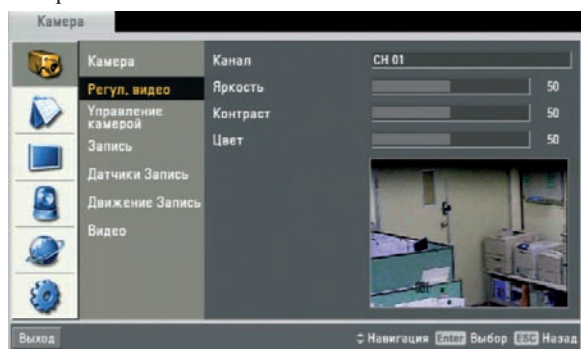 Камера
Камера
Регул. видео
Управление
камерой
Запись
Датчики Запись
Движение Запись
Видео
Канал CH 01
Яркость 50
Контраст 50
Цвет 50
Выход
Навигация Enter Выбор ESC Назад